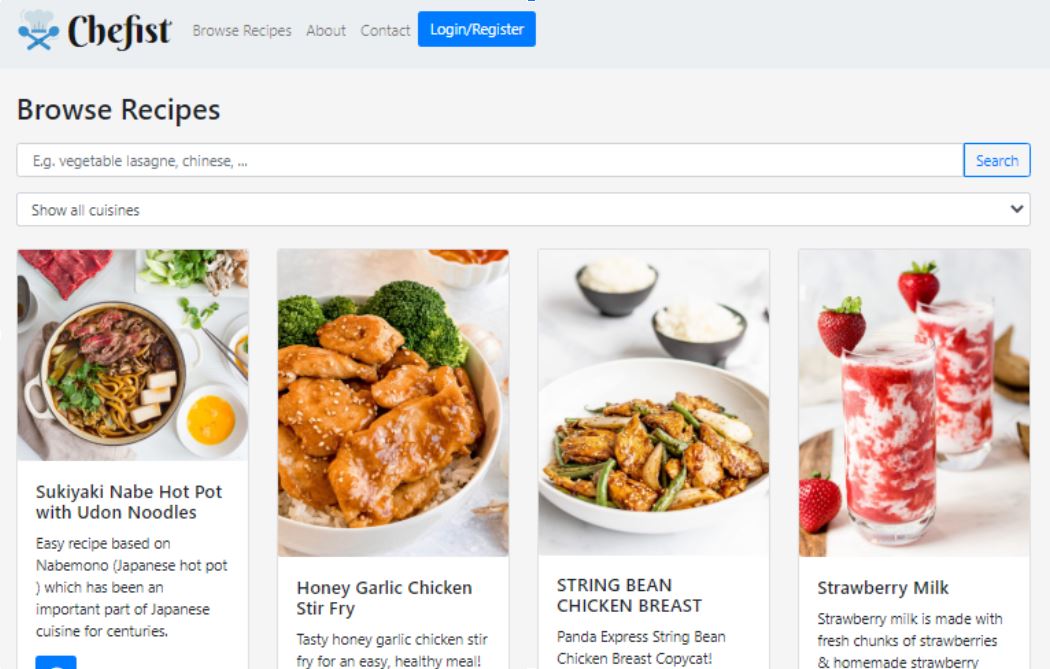 Chefist Browse Recipes About Contact Login/Register
Browse Recipes
E.g. vegetable lasagne, chinese, ... Search
Show all cuisines
Sukiyaki Nabe Hot Pot
with Udon Noodles
Easy recipe based on
Nabemono (Japanese hot pot
) which has been an
important part of Japanese
cuisine for centuries.
Honey Garlic Chicken
Stir Fry
Tasty honey garlic chicken stir
fry for an easy, healthy meal!
STRING BEAN
CHICKEN BREAST
Panda Express String Bean
Chicken Breast Copycat!
Strawberry Milk
Strawberry milk is made with
fresh chunks of strawberries
& homemade strawberry